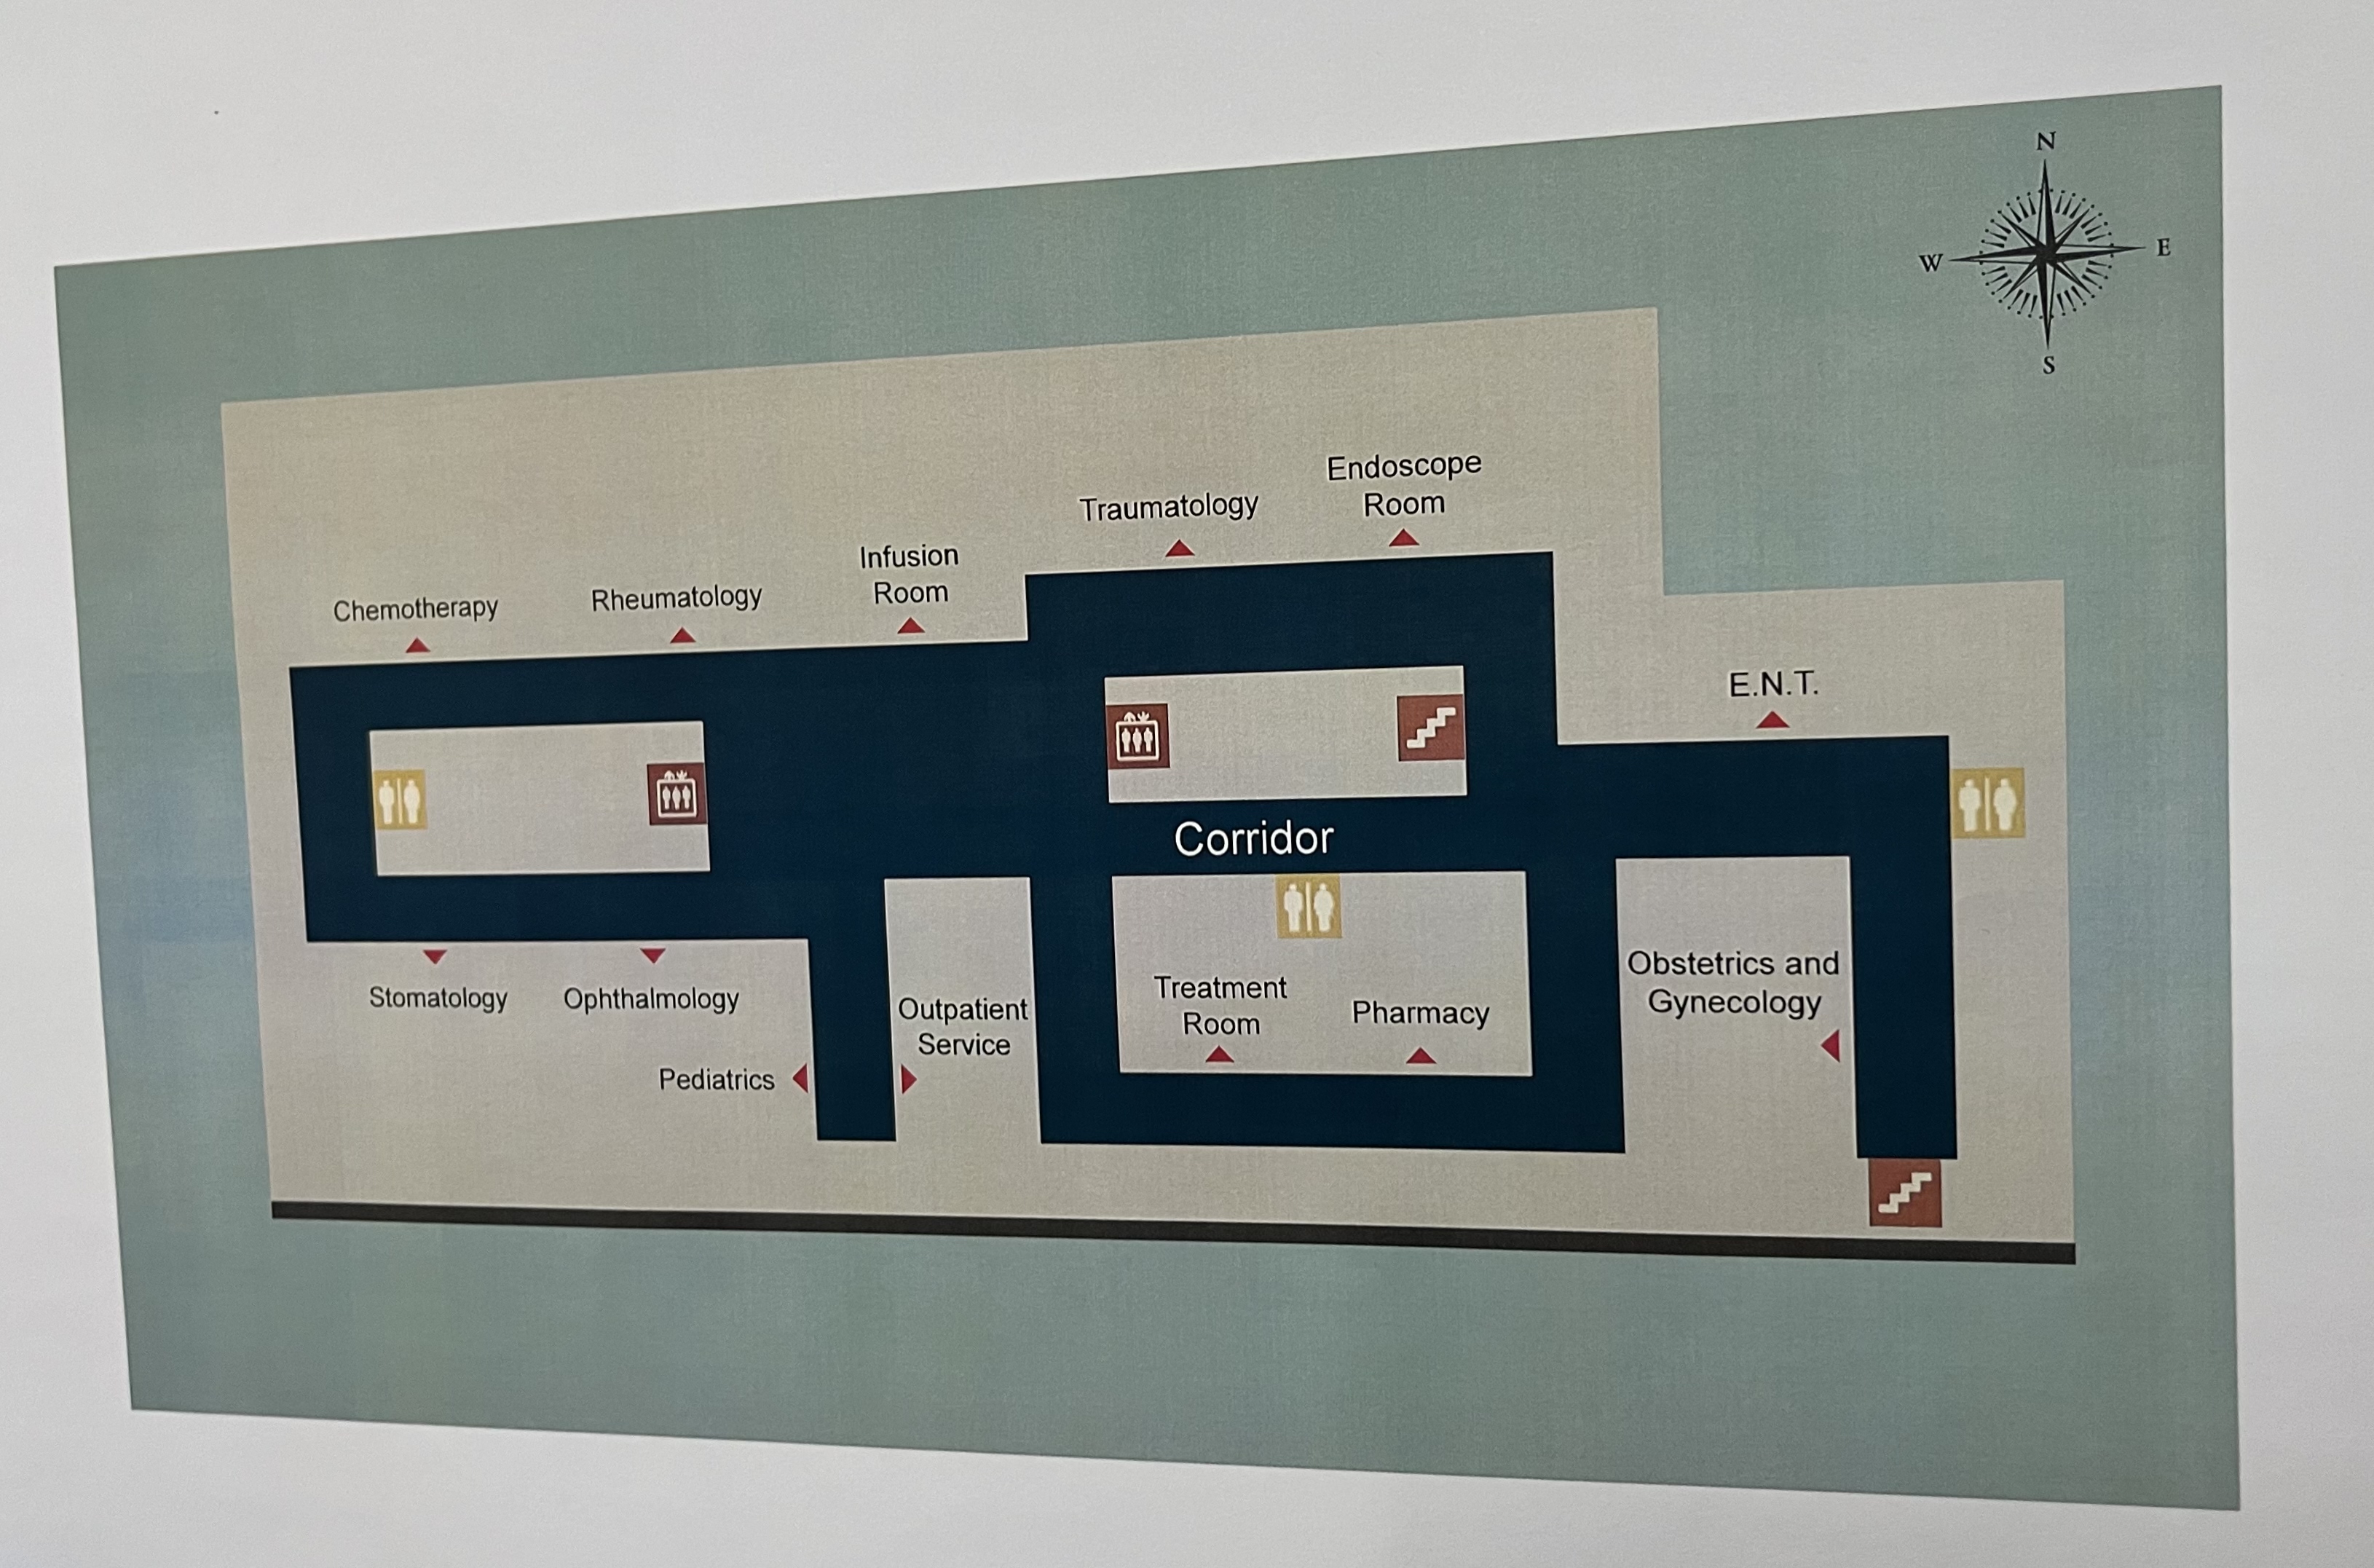 N
W
E
S
Endoscope
Room
Traumatology
Infusion
Room
Rheumatology
Chemotherapy
E.N.T.
Corridor
Stomatology
Ophthalmology
Pediatrics
Outpatient
Service
Treatment
Room
Pharmacy
Obstetrics and
Gynecology